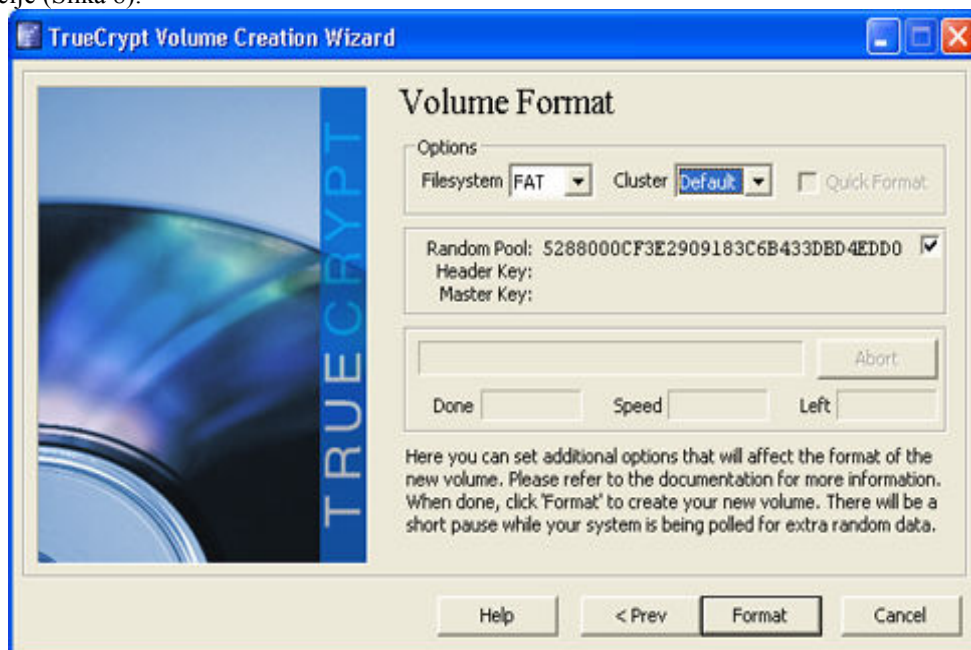 (Slika 8).
TrueCrypt Volume Creation Wizard
TRUECRYPT
Volume Format
Options
Filesystem FAT Cluster Default Quick Format
Random Pool: 5288000CF3E2909183C6B433DBD4EDD0
Header Key:
Master Key:
Abort
Done Speed Left
Here you can set additional options that will affect the format of the
new volume. Please refer to the documentation for more information.
When done, click 'Format' to create your new volume. There will be a
short pause while your system is being polled for extra random data.
Help < Prev Format Cancel